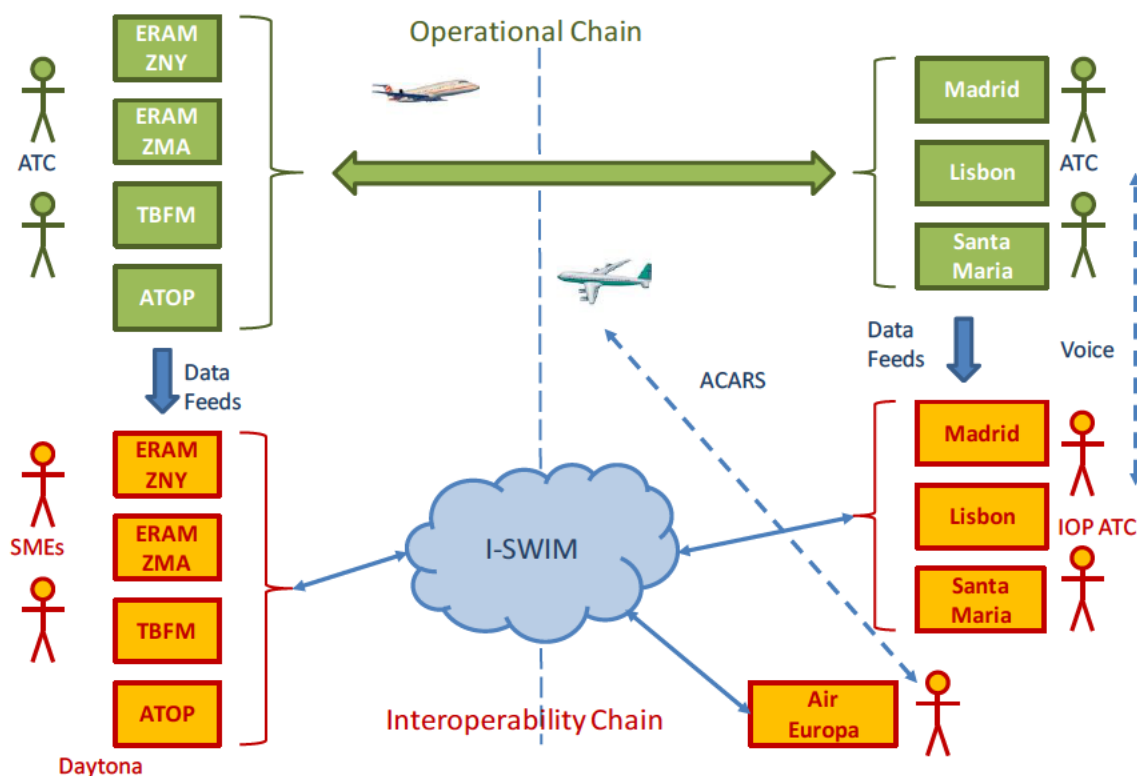 Operational Chain
ERAM
ZNY
ERAM
ZMA
TBFM
ATOP
ATC
Madrid
Lisbon
Santa
Maria
ATC
Data
Feeds
ACARS
Data
Feeds
Voice
ERAM
ZNY
ERAM
ZMA
TBFM
ATOP
SMEs
Daytona
I-SWIM
Madrid
Lisbon
Santa
Maria
IOP ATC
Interoperability Chain
Air
Europa